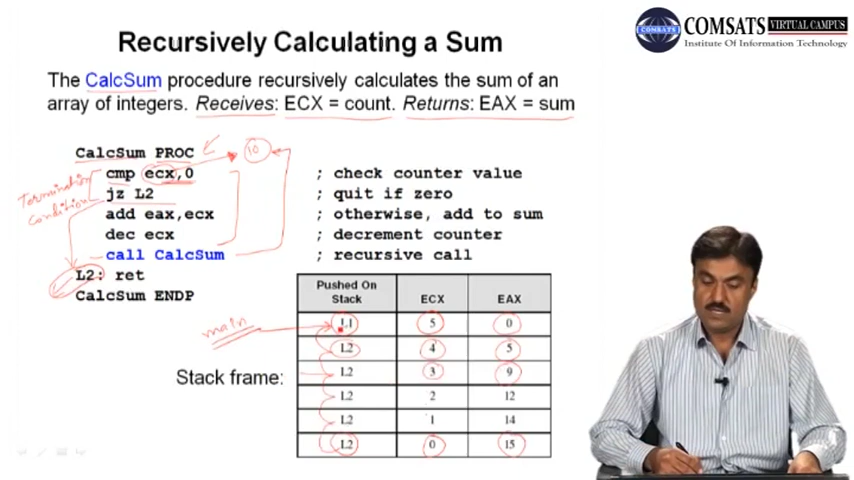 Recursively Calculating a Sum
COMSATS
COMSATS VIRTUAL CAMPUS
Institute Of Information Technology
The CalcSum procedure recursively calculates the sum of an
array of integers. Receives: ECX = count. Returns: EAX = sum
CalcSum PROC
10
cmp ecx,0 ; check counter value
Termination
Condition
jz L2 ; quit if zero
add eax,ecx ; otherwise, add to sum
dec ecx ; decrement counter
call CalcSum ; recursive call
L2: ret
CalcSum ENDP
Pushed On
Stack ECX EAX
main
L1 5 0
L2 4 5
L2 3 9
Stack frame:
L2 2 12
L2 1 14
L2 0 15